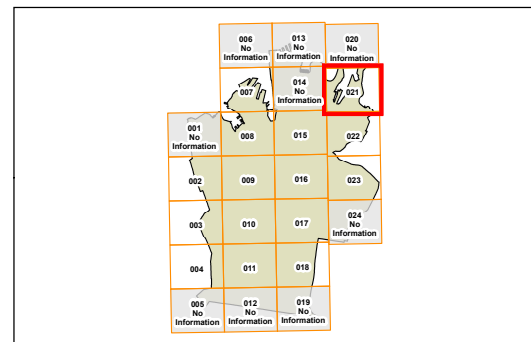 006
No
Information
013
No
Information
020
No
Information
007
014
No
Information
021
001
No
Information
008
015
022
002
009
016
023
003
010
017
024
No
Information
004
011
018
005
No
Information
012
No
Information
019
No
Information